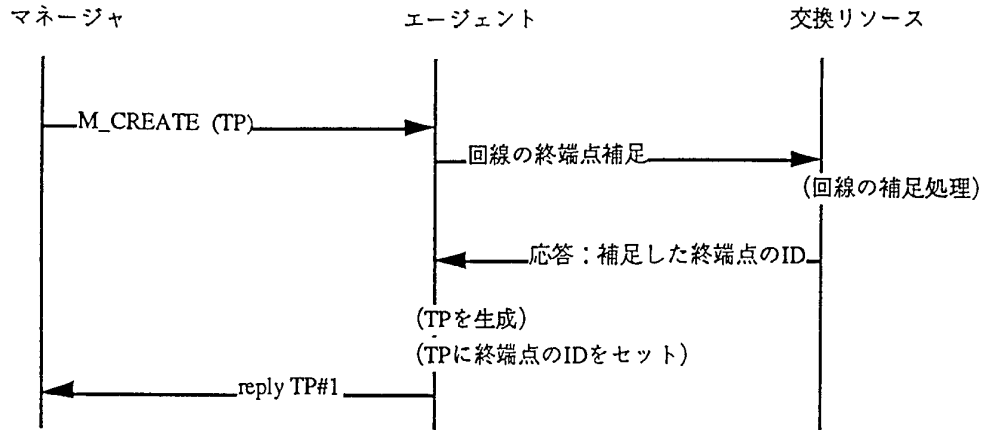 マネージャ
エージェント
交換リソース
M_CREATE (TP)
回線の終端点補足
(回線の補足処理)
応答：補足した終端点のID
(TPを生成)
(TPに終端点のIDをセット)
reply TP#1